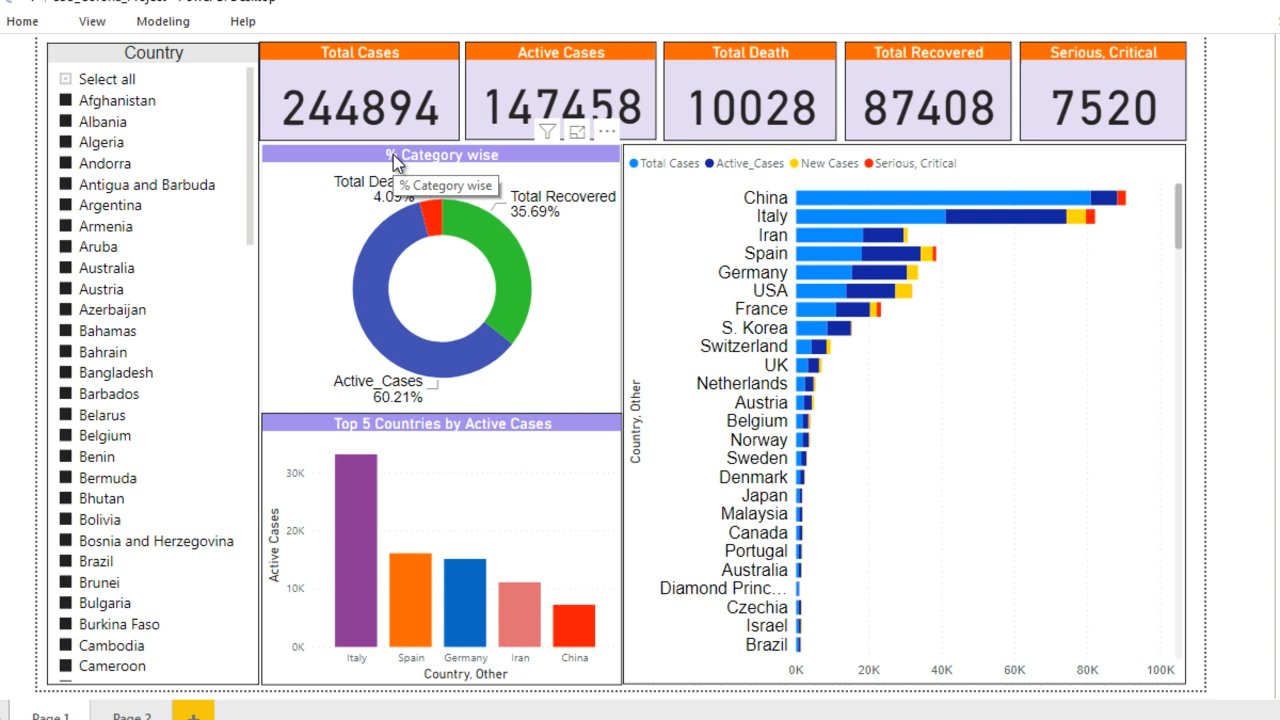 Home View Modeling Help
Country
Select all
Afghanistan
Albania
Algeria
Andorra
Antigua and Barbuda
Argentina
Armenia
Aruba
Australia
Austria
Azerbaijan
Bahamas
Bahrain
Bangladesh
Barbados
Belarus
Belgium
Benin
Bermuda
Bhutan
Bolivia
Bosnia and Herzegovina
Brazil
Brunei
Bulgaria
Burkina Faso
Cambodia
Cameroon
Total Cases
244894
Active Cases
147458
Total Death
10028
Total Recovered
87408
Serious, Critical
7520
% Category wise
Total Dea
4.09%
% Category wise
Total Recovered
35.69%
Active_Cases
60.21%
Top 5 Countries by Active Cases
Active Cases
30K
20K
10K
0K
Italy Spain Germany Iran China
Country, Other
Total Cases Active_Cases New Cases Serious, Critical
Country, Other
China
Italy
Iran
Spain
Germany
USA
France
S. Korea
Switzerland
UK
Netherlands
Austria
Belgium
Norway
Sweden
Denmark
Japan
Malaysia
Canada
Portugal
Australia
Diamond Princ...
Czechia
Israel
Brazil
0K 20K 40K 60K 80K 100K
Page 1 Page 2 +